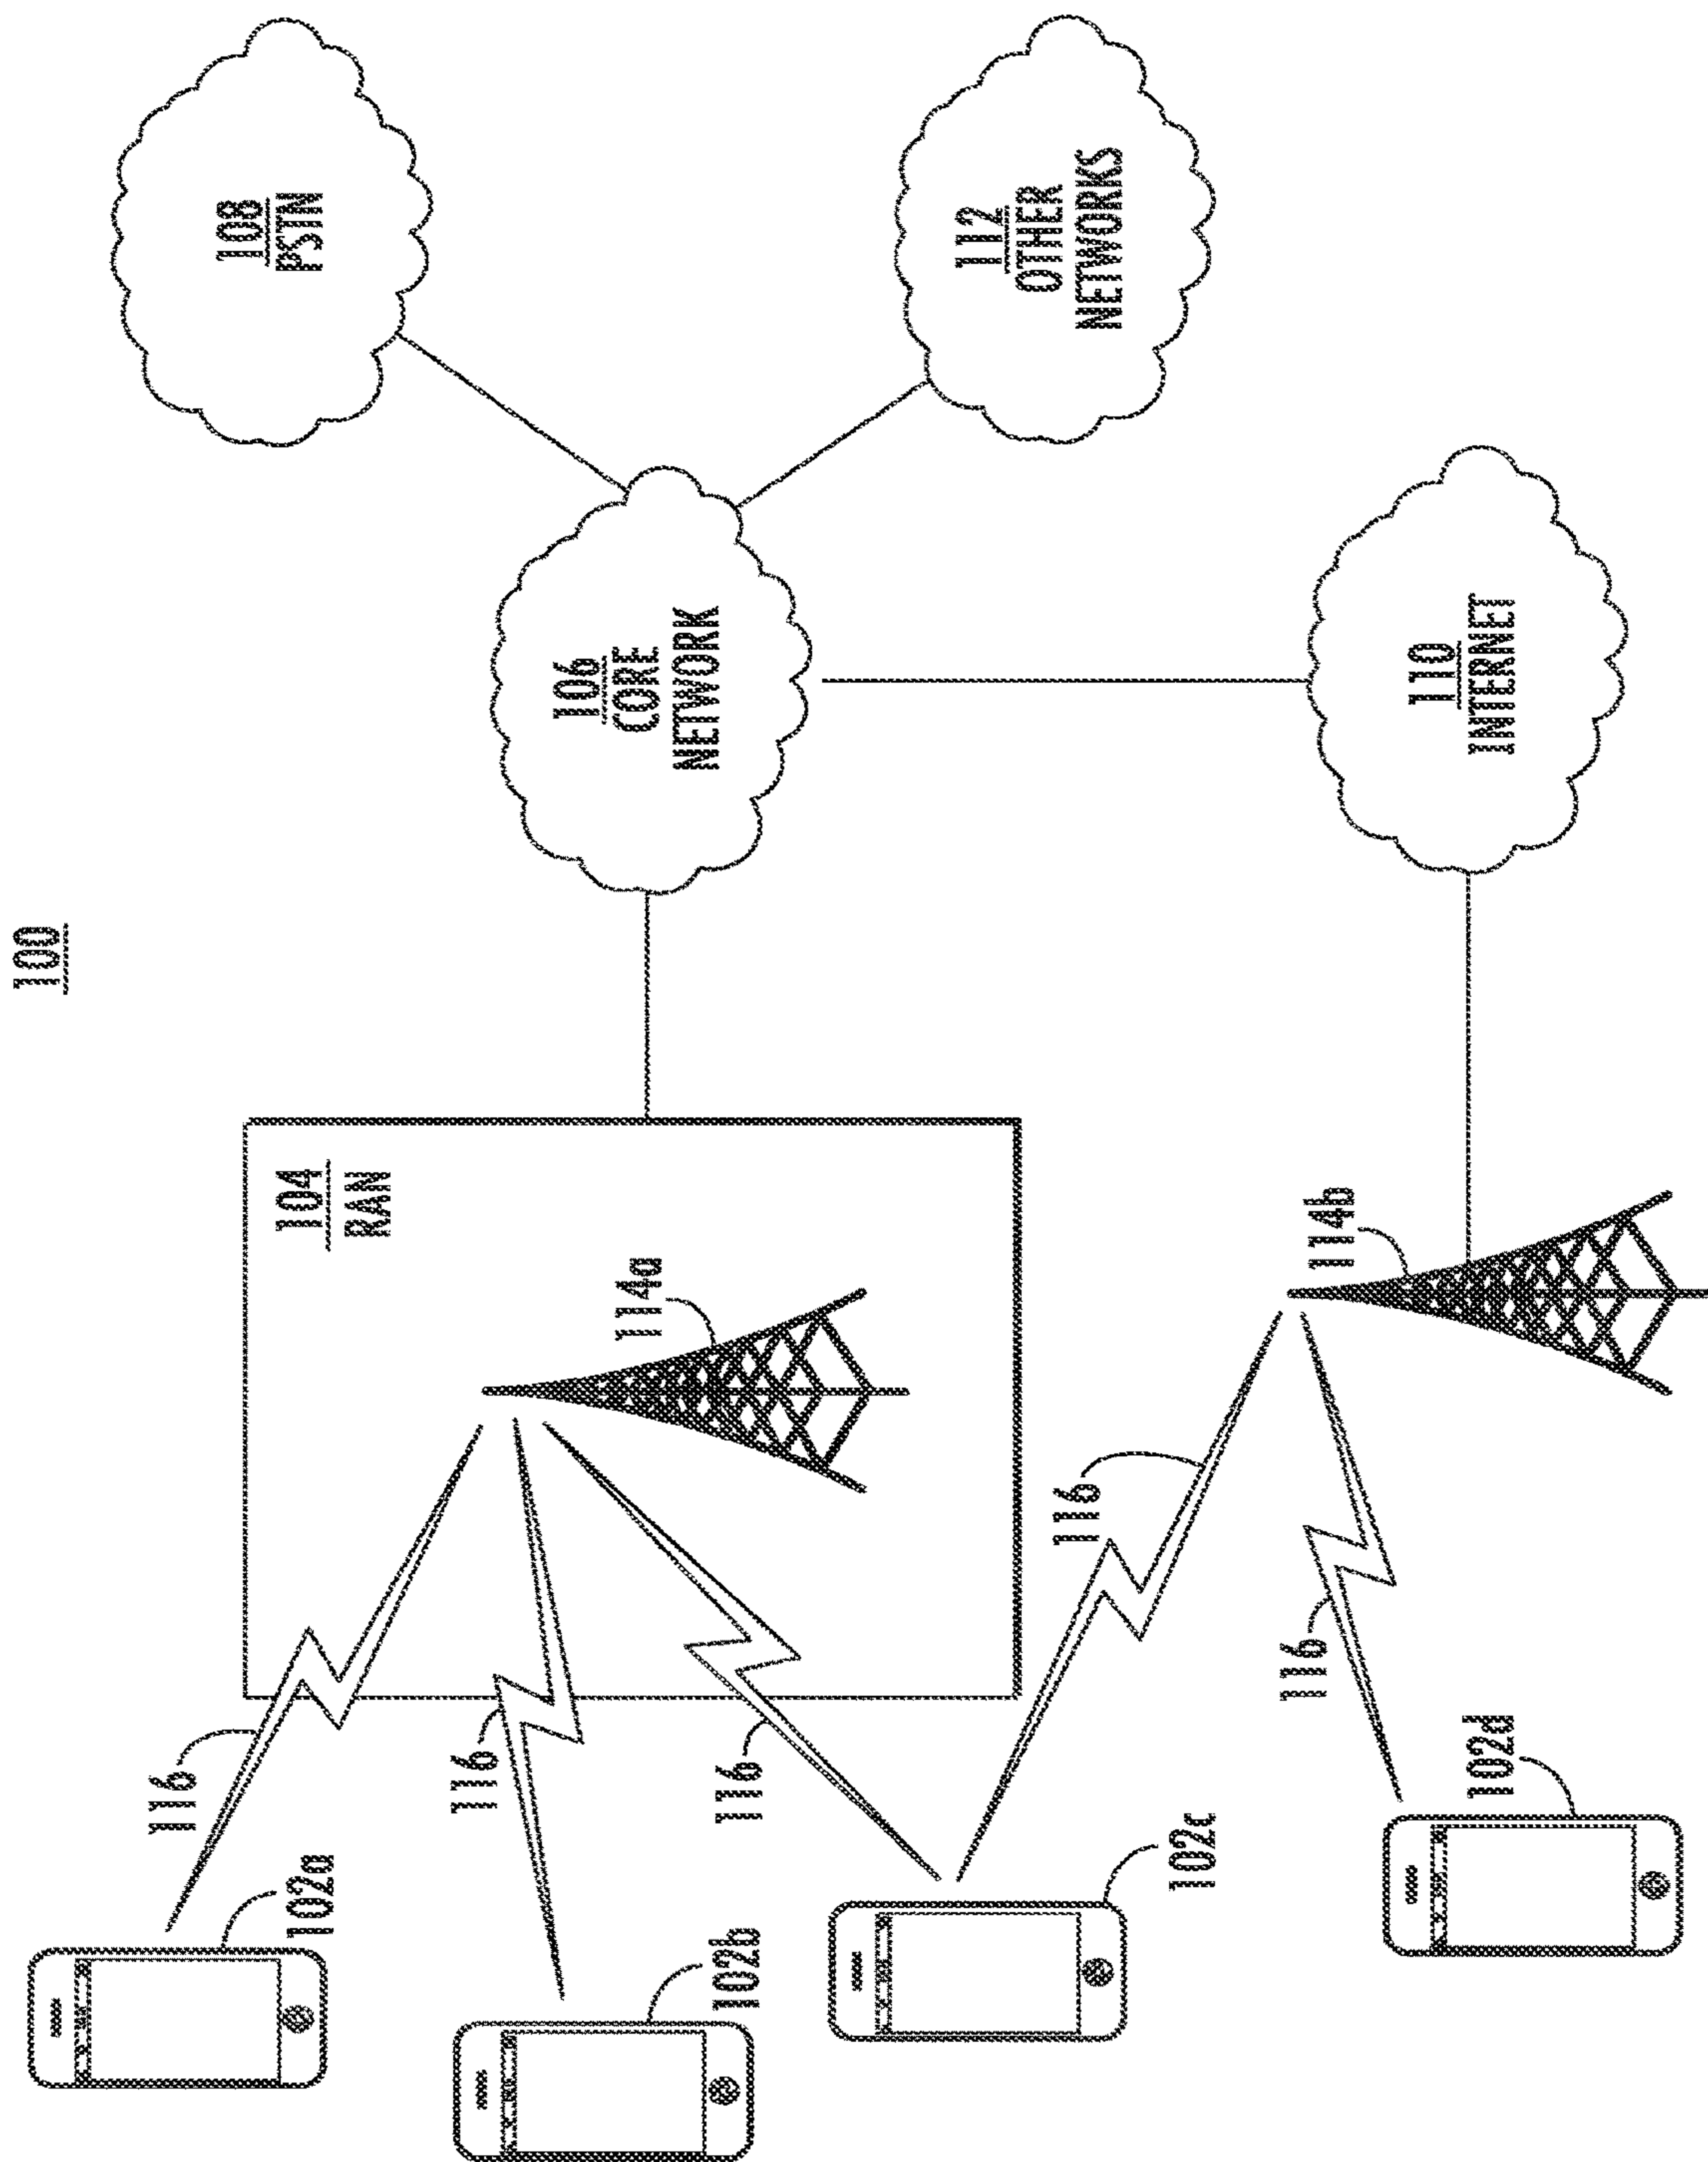 100
102a
116
102b
116
116
102c
116
116
102d
104
RAN
114a
114b
106
CORE
NETWORK
108
PSTN
112
OTHER
NETWORKS
110
INTERNET